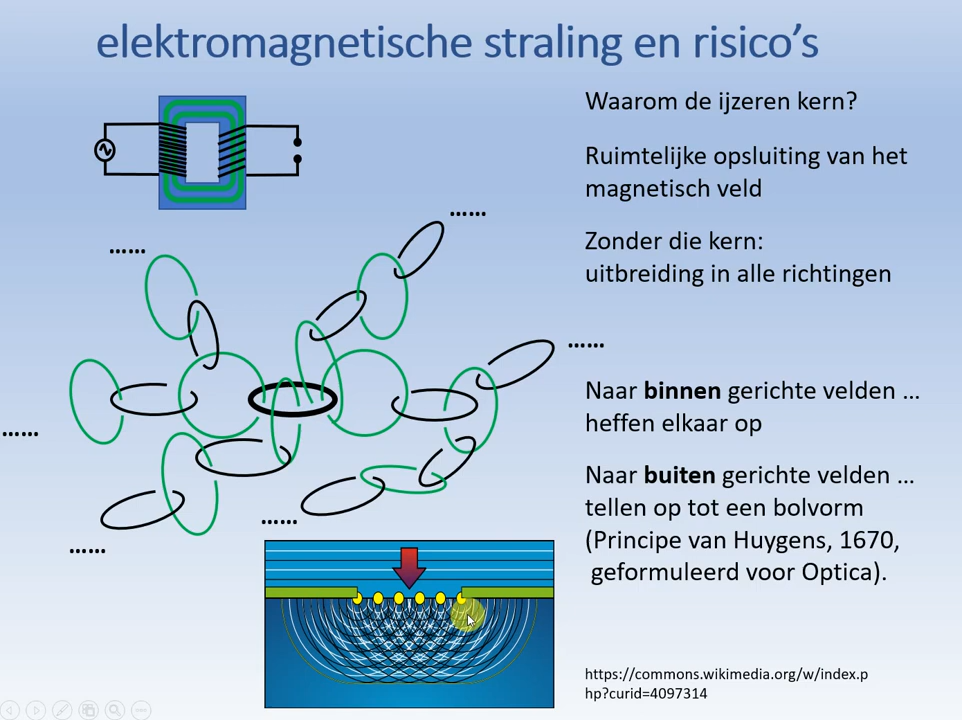 elektromagnetische straling en risico's
Waarom de ijzeren kern?
Ruimtelijke opsluiting van het
magnetisch veld
Zonder die kern:
uitbreiding in alle richtingen
Naar binnen gerichte velden …
heffen elkaar op
Naar buiten gerichte velden …
tellen op tot een bolvorm
(Principe van Huygens, 1670,
geformuleerd voor Optica).
https://commons.wikimedia.org/w/index.p
hp?curid=4097314
……
……
……
……
……
……